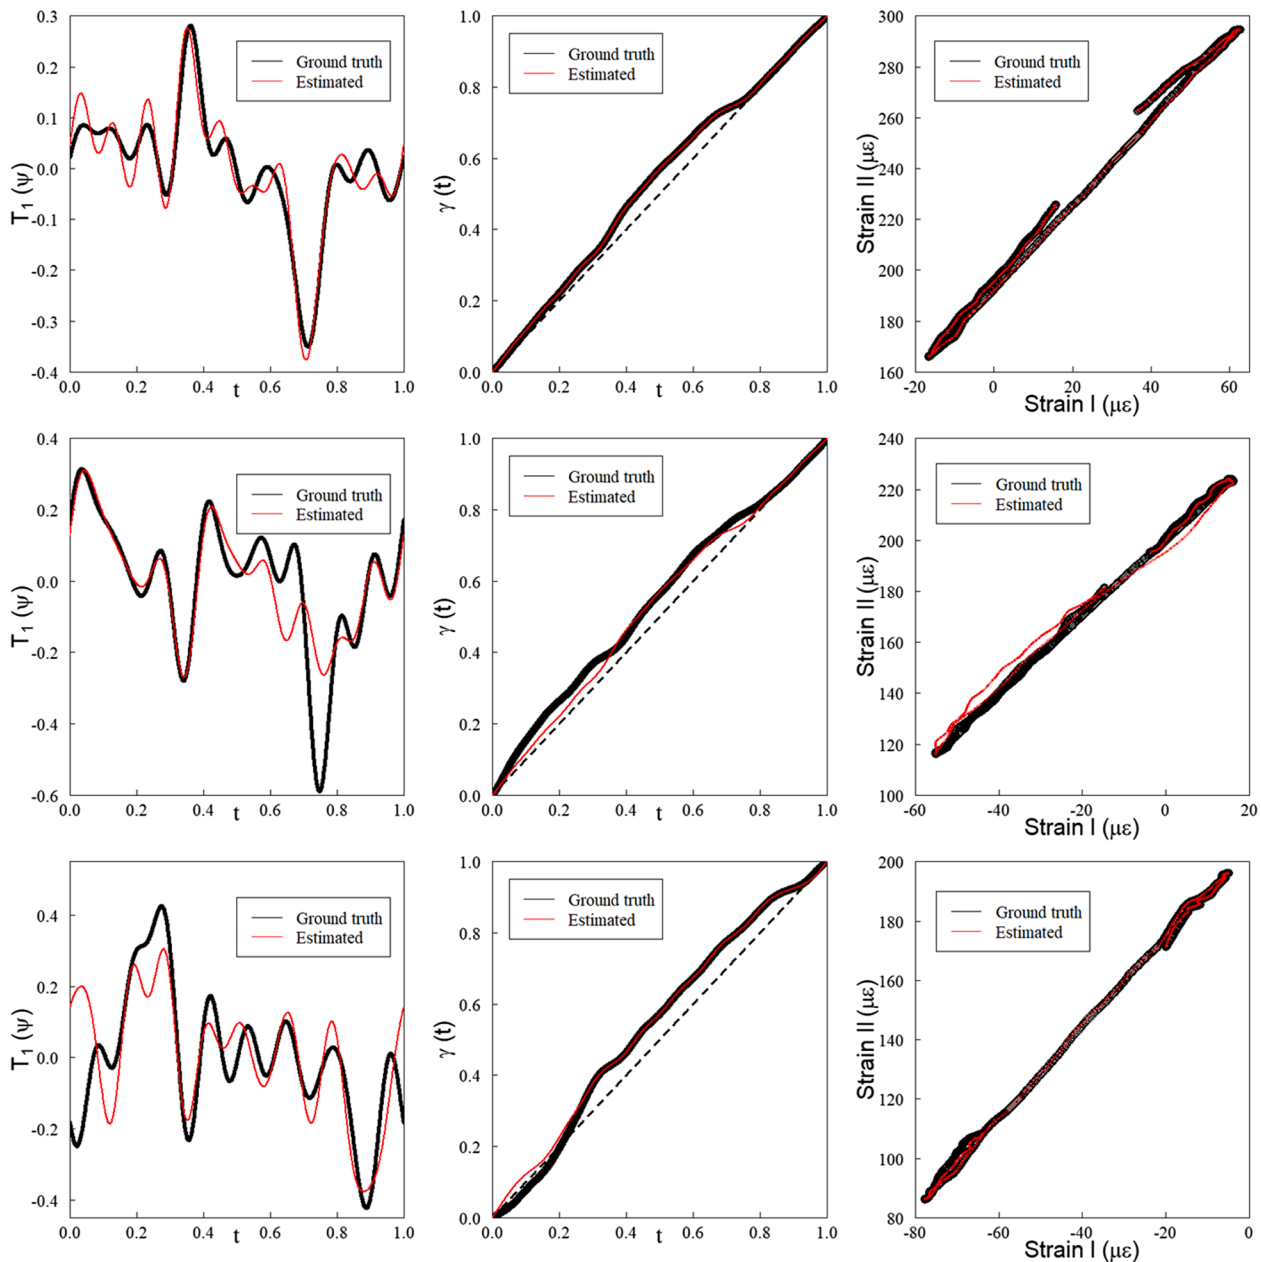 0.3
0.2
0.1
0.0
-0.1
-0.2
-0.3
-0.4
T1 (ψ)
Ground truth
Estimated
0.0 0.2 0.4 0.6 0.8 1.0
t
1.0
0.8
0.6
0.4
0.2
0.0
γ (t)
Ground truth
Estimated
0.0 0.2 0.4 0.6 0.8 1.0
t
300
280
260
240
220
200
180
160
Strain II (με)
Ground truth
Estimated
-20 0 20 40 60
Strain I (με)
0.4
0.2
0.0
-0.2
-0.4
-0.6
T1 (ψ)
Ground truth
Estimated
0.0 0.2 0.4 0.6 0.8 1.0
t
1.0
0.8
0.6
0.4
0.2
0.0
γ (t)
Ground truth
Estimated
0.0 0.2 0.4 0.6 0.8 1.0
t
240
220
200
180
160
140
120
100
Strain II (με)
Ground truth
Estimated
-60 -40 -20 0 20
Strain I (με)
0.4
0.2
0.0
-0.2
-0.4
T1 (ψ)
Ground truth
Estimated
0.0 0.2 0.4 0.6 0.8 1.0
t
1.0
0.8
0.6
0.4
0.2
0.0
γ (t)
Ground truth
Estimated
0.0 0.2 0.4 0.6 0.8 1.0
t
200
180
160
140
120
100
80
Strain II (με)
Ground truth
Estimated
-80 -60 -40 -20 0
Strain I (με)